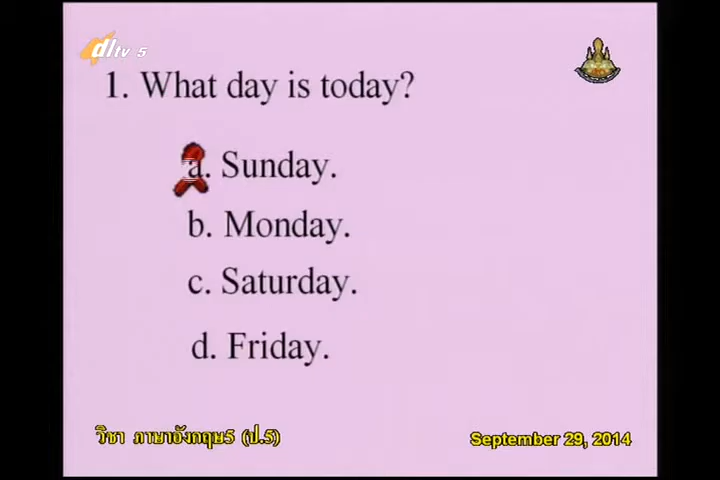 dltv 5
1. What day is today?
a. Sunday.
b. Monday.
c. Saturday.
d. Friday.
วิชา ภาษาอังกฤษ5 (ป.5)
September 29, 2014